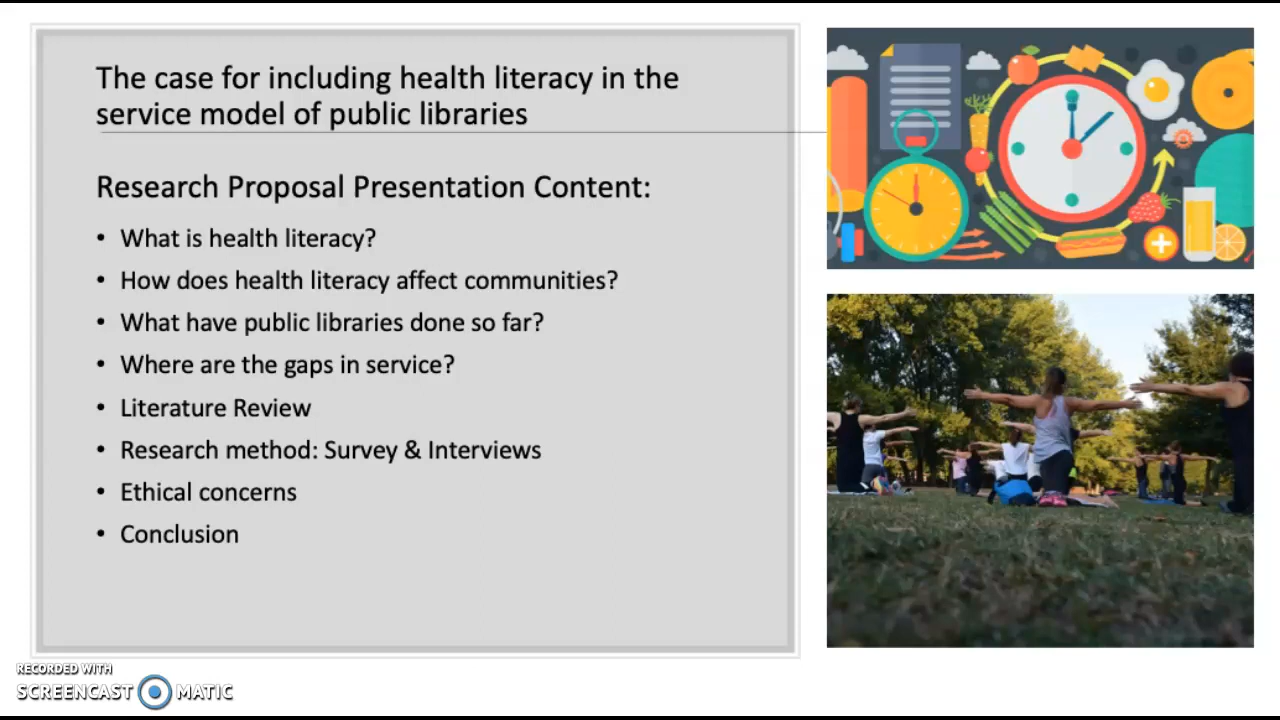 The case for including health literacy in the
service model of public libraries
Research Proposal Presentation Content:
• What is health literacy?
• How does health literacy affect communities?
• What have public libraries done so far?
• Where are the gaps in service?
• Literature Review
• Research method: Survey & Interviews
• Ethical concerns
• Conclusion
RECORDED WITH
SCREENCAST MATIC